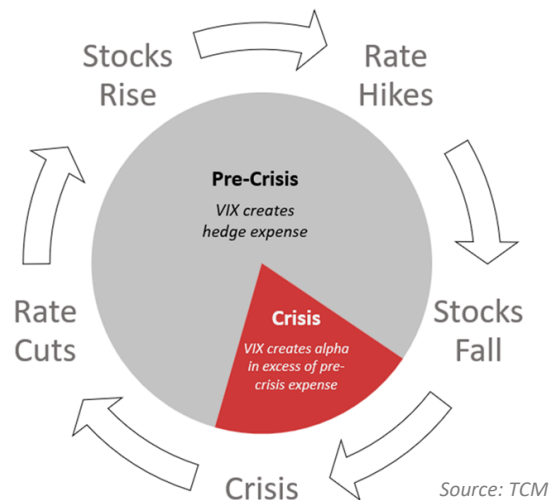 Stocks
Rise
Rate
Hikes
Pre-Crisis
VIX creates
hedge expense
Rate
Cuts
Crisis
VIX creates alpha
in excess of pre-
crisis expense
Stocks
Fall
Crisis
Source: TCM